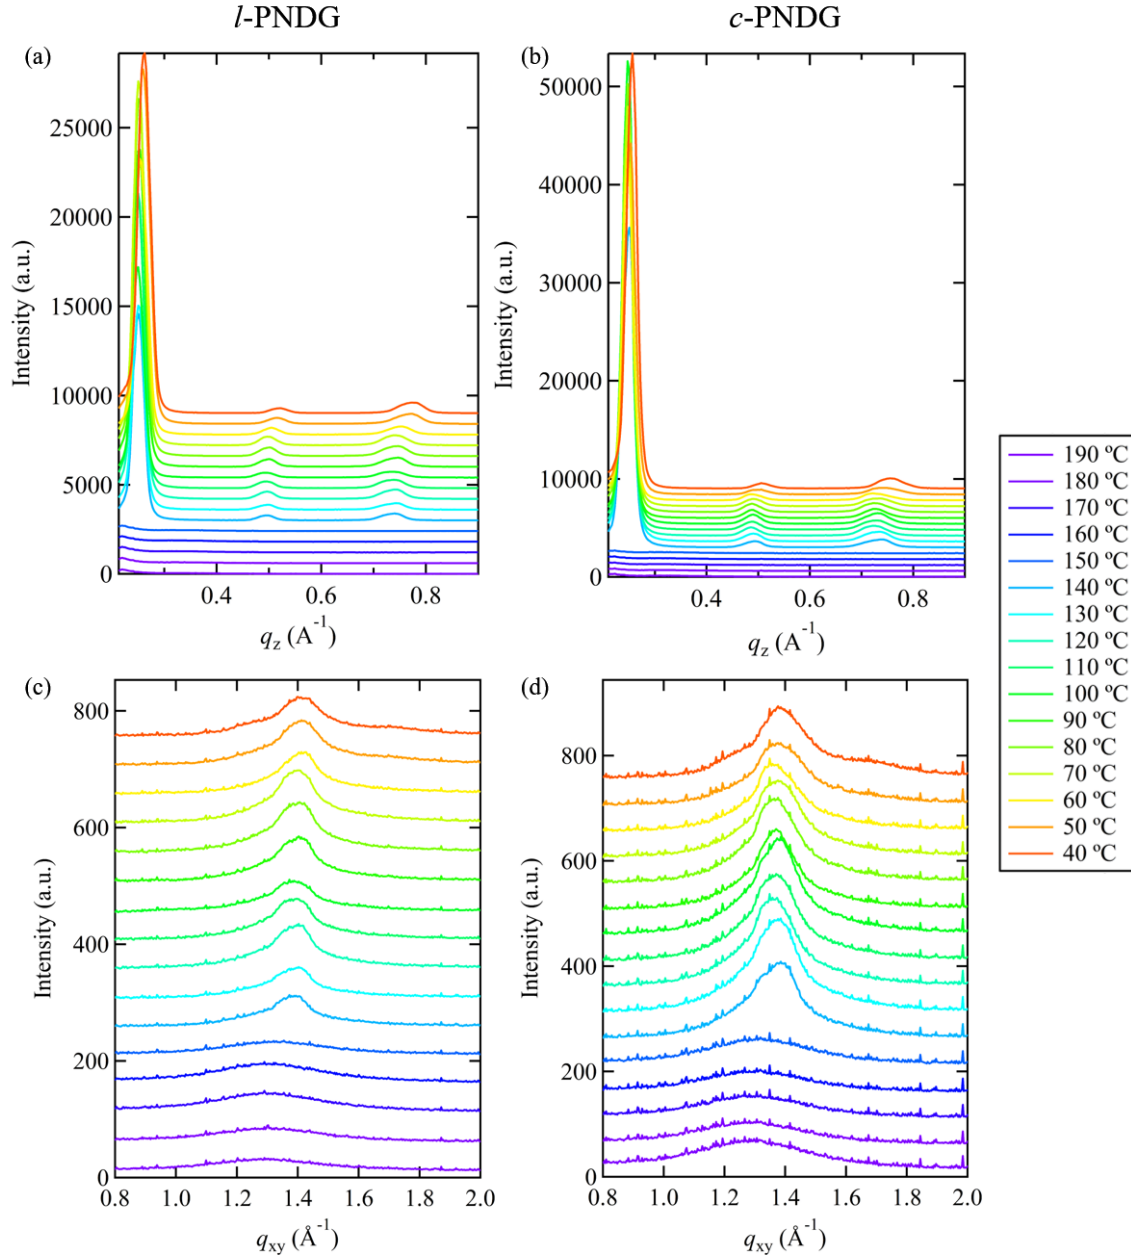 l-PNDG
c-PNDG
(a)
(b)
25000
20000
15000
10000
5000
0
Intensity (a.u.)
0.4 0.6 0.8
qz (A⁻¹)
50000
40000
30000
20000
10000
0
Intensity (a.u.)
0.4 0.6 0.8
qz (A⁻¹)
190 ºC
180 ºC
170 ºC
160 ºC
150 ºC
140 ºC
130 ºC
120 ºC
110 ºC
100 ºC
90 ºC
80 ºC
70 ºC
60 ºC
50 ºC
40 ºC
(c)
(d)
800
600
400
200
0
Intensity (a.u.)
0.8 1.0 1.2 1.4 1.6 1.8 2.0
qxy (Å⁻¹)
800
600
400
200
0
Intensity (a.u.)
0.8 1.0 1.2 1.4 1.6 1.8 2.0
qxy (Å⁻¹)